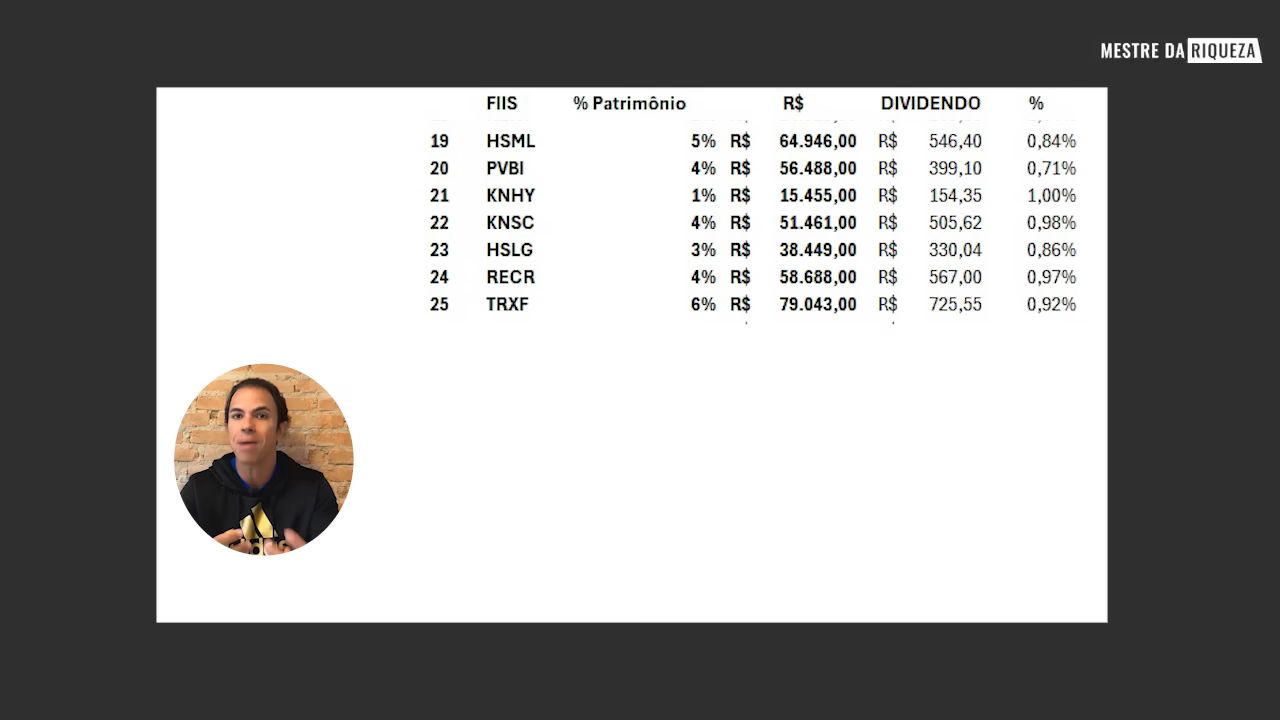 MESTRE DA RIQUEZA
FIIS % Patrimônio R$ DIVIDENDO %
19 HSML 5% R$ 64.946,00 R$ 546,40 0,84%
20 PVBI 4% R$ 56.488,00 R$ 399,10 0,71%
21 KNHY 1% R$ 15.455,00 R$ 154,35 1,00%
22 KNSC 4% R$ 51.461,00 R$ 505,62 0,98%
23 HSLG 3% R$ 38.449,00 R$ 330,04 0,86%
24 RECR 4% R$ 58.688,00 R$ 567,00 0,97%
25 TRXF 6% R$ 79.043,00 R$ 725,55 0,92%